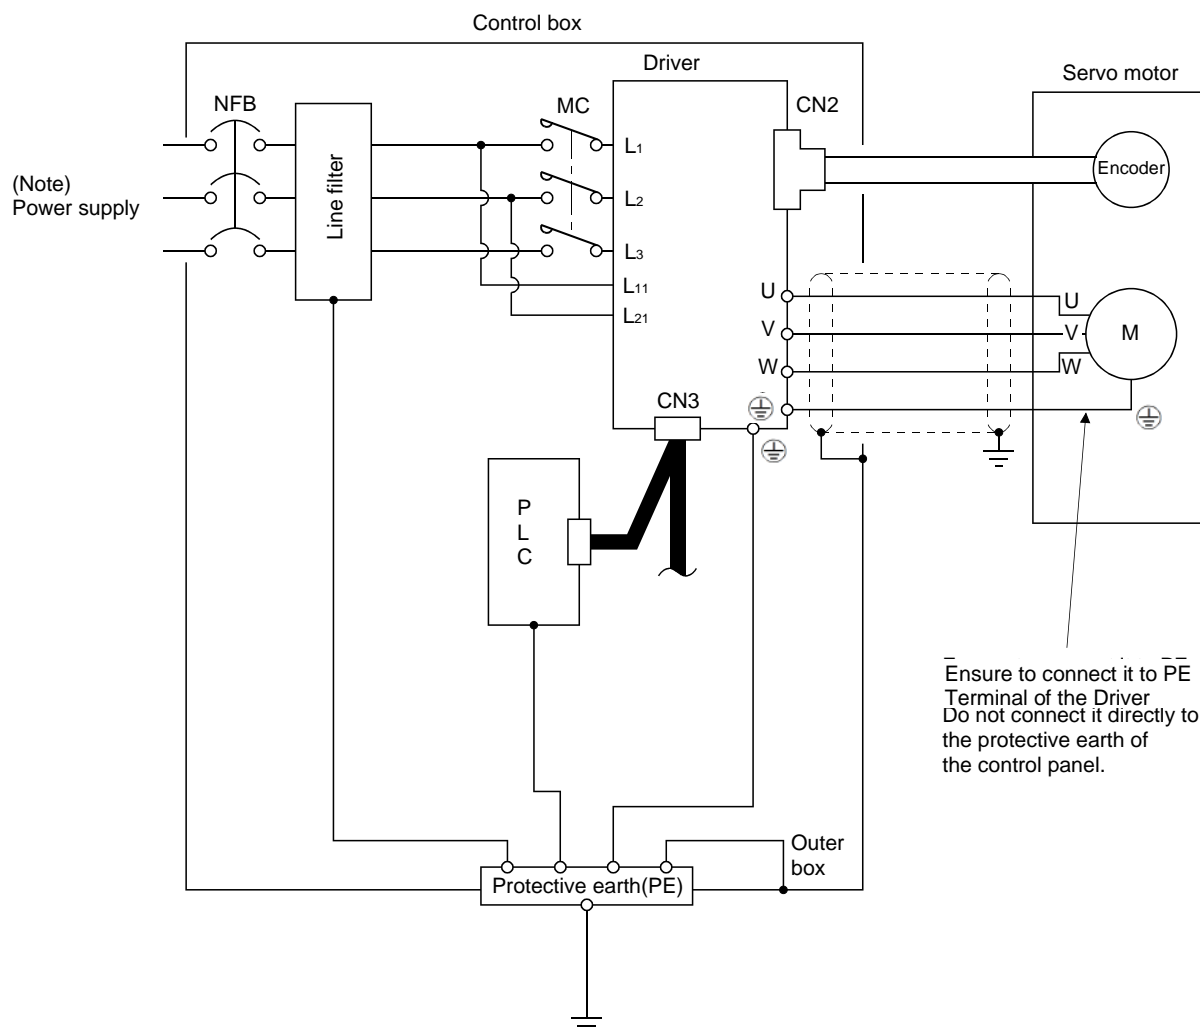 Control box
Driver
Servo motor
NFB
MC
CN2
(Note)
Power supply
Line filter
L1
L2
L3
L11
L21
Encoder
U
V
W
U
V
W
M
CN3
P
L
C
Ensure to connect it to PE
Terminal of the Driver
Do not connect it directly to
the protective earth of
the control panel.
Outer
box
Protective earth(PE)